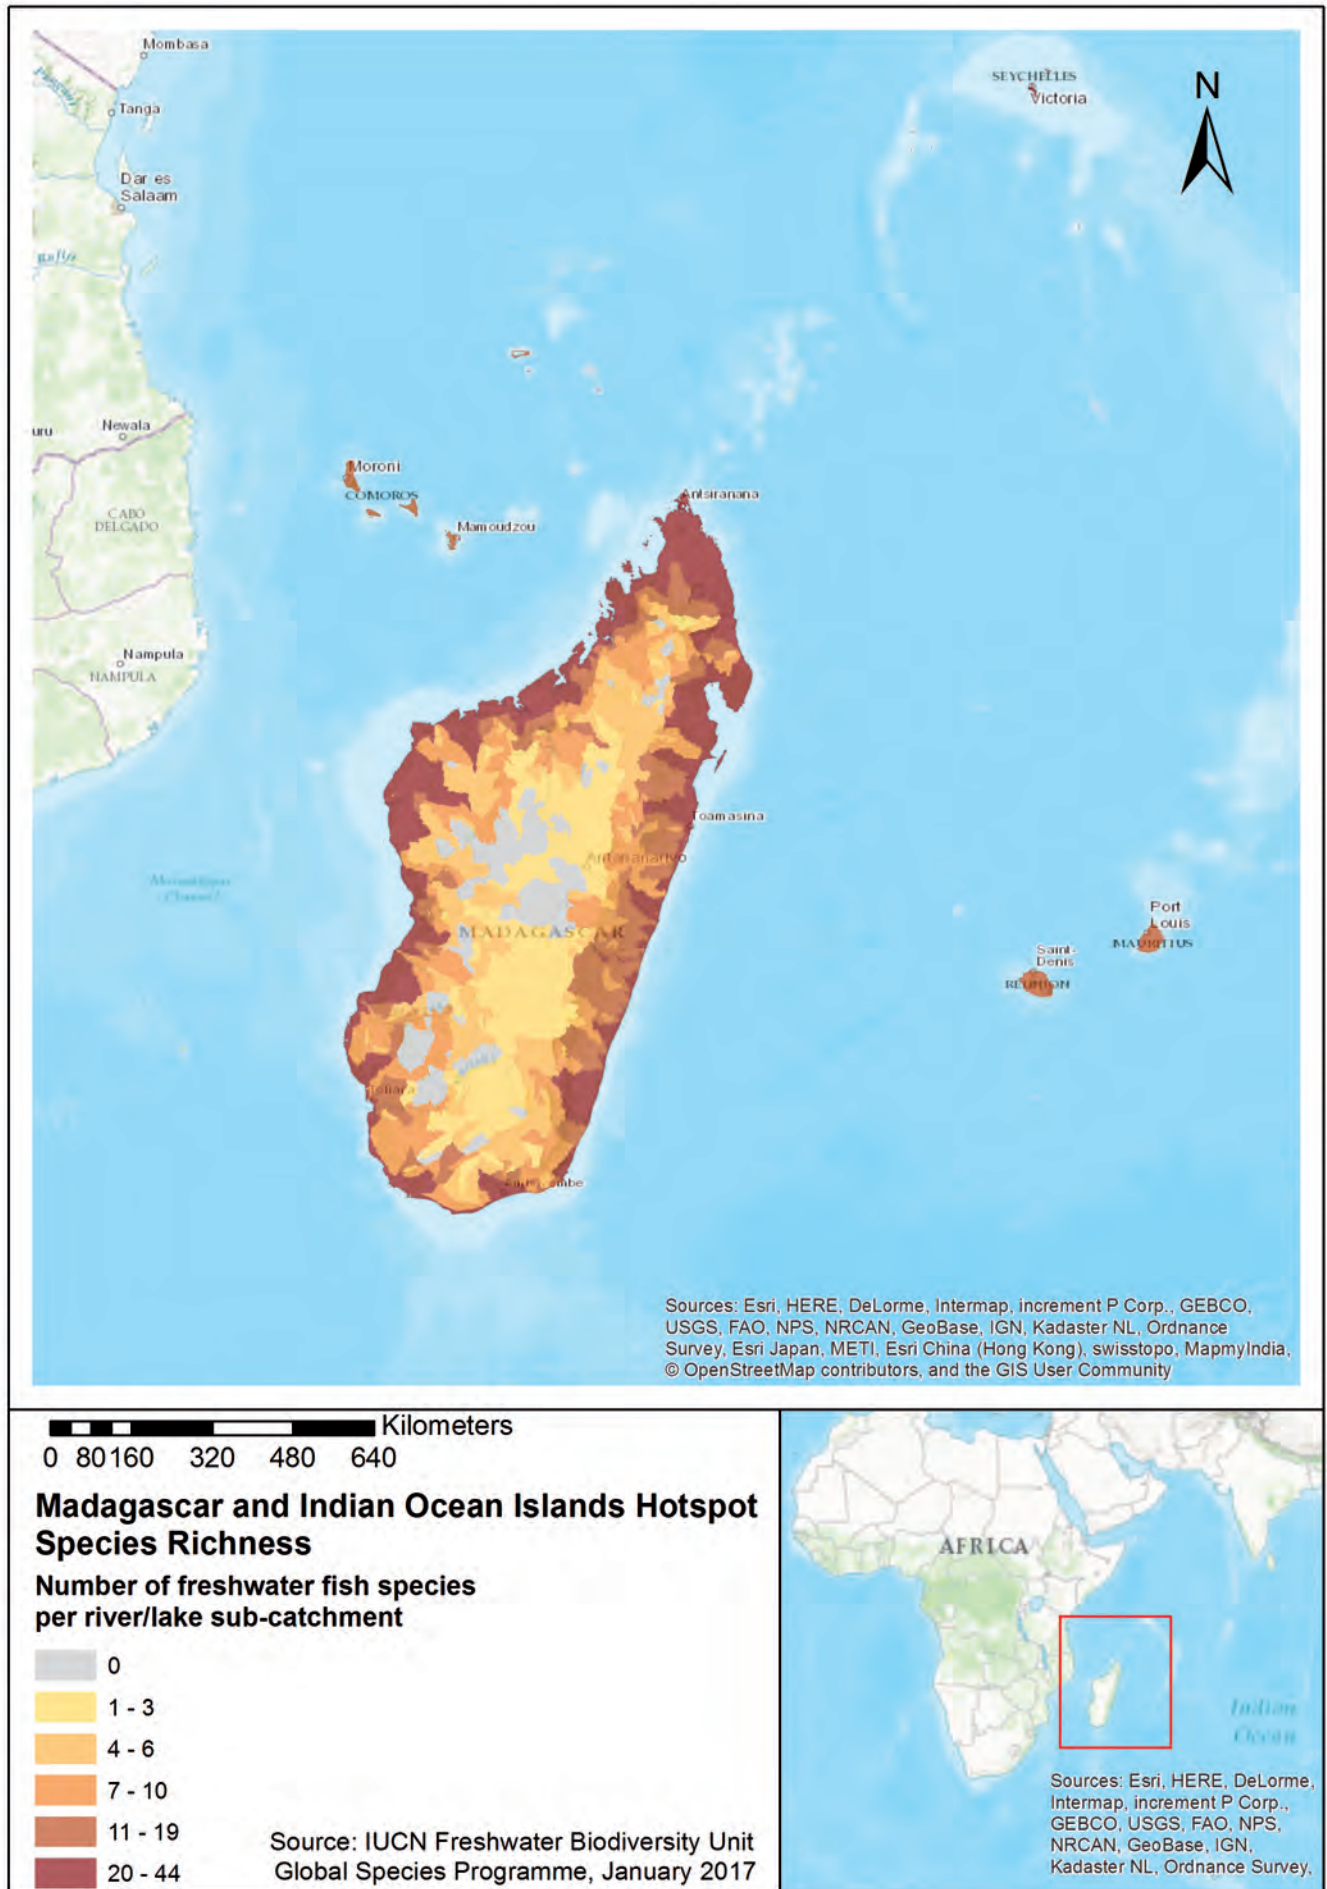 Mombasa
Tanga
Dar es
Salaam
SEYCHELLES
Victoria
N
uru
Newala
CABO
DELGADO
Moroni
COMOROS
Mamoudzou
Antsiranana
Nampula
NAMPULA
Toamasina
Antananarivo
Mozambique
Channel
MADAGASCAR
Port
Louis
MAURITIUS
Saint-
Denis
REUNION
Sources: Esri, HERE, DeLorme, Intermap, increment P Corp., GEBCO,
USGS, FAO, NPS, NRCAN, GeoBase, IGN, Kadaster NL, Ordnance
Survey, Esri Japan, METI, Esri China (Hong Kong), swisstopo, MapmyIndia,
© OpenStreetMap contributors, and the GIS User Community
Kilometers
0 80 160 320 480 640
Madagascar and Indian Ocean Islands Hotspot
Species Richness
Number of freshwater fish species
per river/lake sub-catchment
0
1 - 3
4 - 6
7 - 10
11 - 19
20 - 44
Source: IUCN Freshwater Biodiversity Unit
Global Species Programme, January 2017
AFRICA
Indian
Ocean
Sources: Esri, HERE, DeLorme,
Intermap, increment P Corp.,
GEBCO, USGS, FAO, NPS,
NRCAN, GeoBase, IGN,
Kadaster NL, Ordnance Survey,